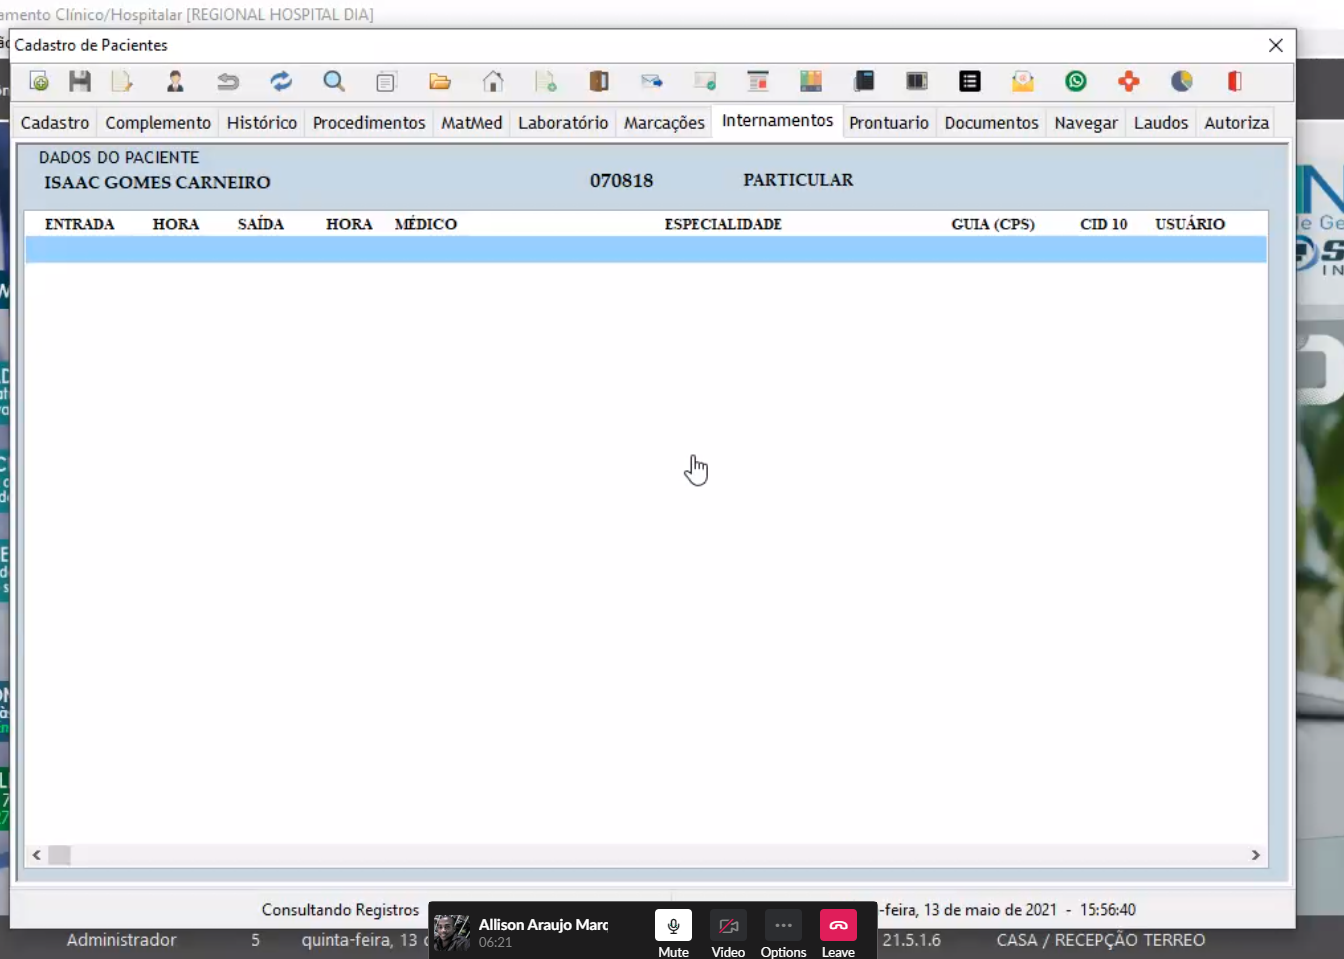 amento Clínico/Hospitalar [REGIONAL HOSPITAL DIA]
Cadastro de Pacientes
Cadastro Complemento Histórico Procedimentos MatMed Laboratório Marcações Internamentos Prontuario Documentos Navegar Laudos Autoriza
DADOS DO PACIENTE
ISAAC GOMES CARNEIRO 070818 PARTICULAR
ENTRADA HORA SAÍDA HORA MÉDICO ESPECIALIDADE GUIA (CPS) CID 10 USUÁRIO
Consultando Registros -feira, 13 de maio de 2021 - 15:56:40
Allison Araujo Marq
06:21
Mute Video Options Leave
Administrador 5 quinta-feira, 13 21.5.1.6 CASA / RECEPÇÃO TERREO